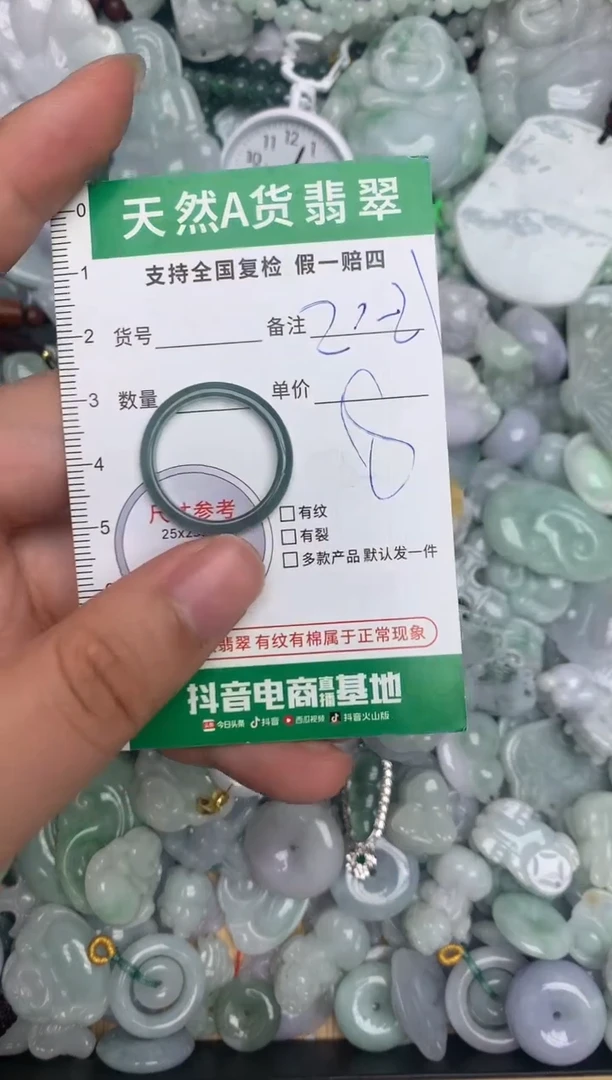 11 12 1
10
天然A货翡翠
支持全国复检 假一赔四
货号
备注
数量
单价 8
尺寸参考
有纹
有裂
多款产品 默认发一件
翡翠 有纹有棉属于正常现象
抖音电商直播基地
今日头条 抖音 西瓜视频 抖音火山版
0
1
2
3
4
5